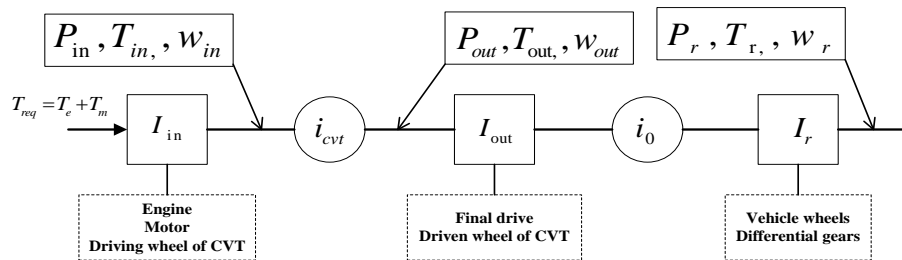 P_in , T_in, , w_in
P_out , T_out, , w_out
P_r , T_r, , w_r
T_req = T_e + T_m
I_in
i_cvt
I_out
i_0
I_r
Engine
Motor
Driving wheel of CVT
Final drive
Driven wheel of CVT
Vehicle wheels
Differential gears